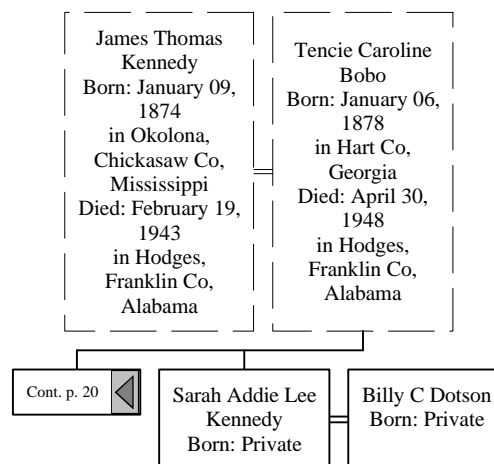 James Thomas
Kennedy
Born: January 09,
1874
in Okolona,
Chickasaw Co,
Mississippi
Died: February 19,
1943
in Hodges,
Franklin Co,
Alabama
Tencie Caroline
Bobo
Born: January 06,
1878
in Hart Co,
Georgia
Died: April 30,
1948
in Hodges,
Franklin Co,
Alabama
Cont. p. 20
Sarah Addie Lee
Kennedy
Born: Private
Billy C Dotson
Born: Private